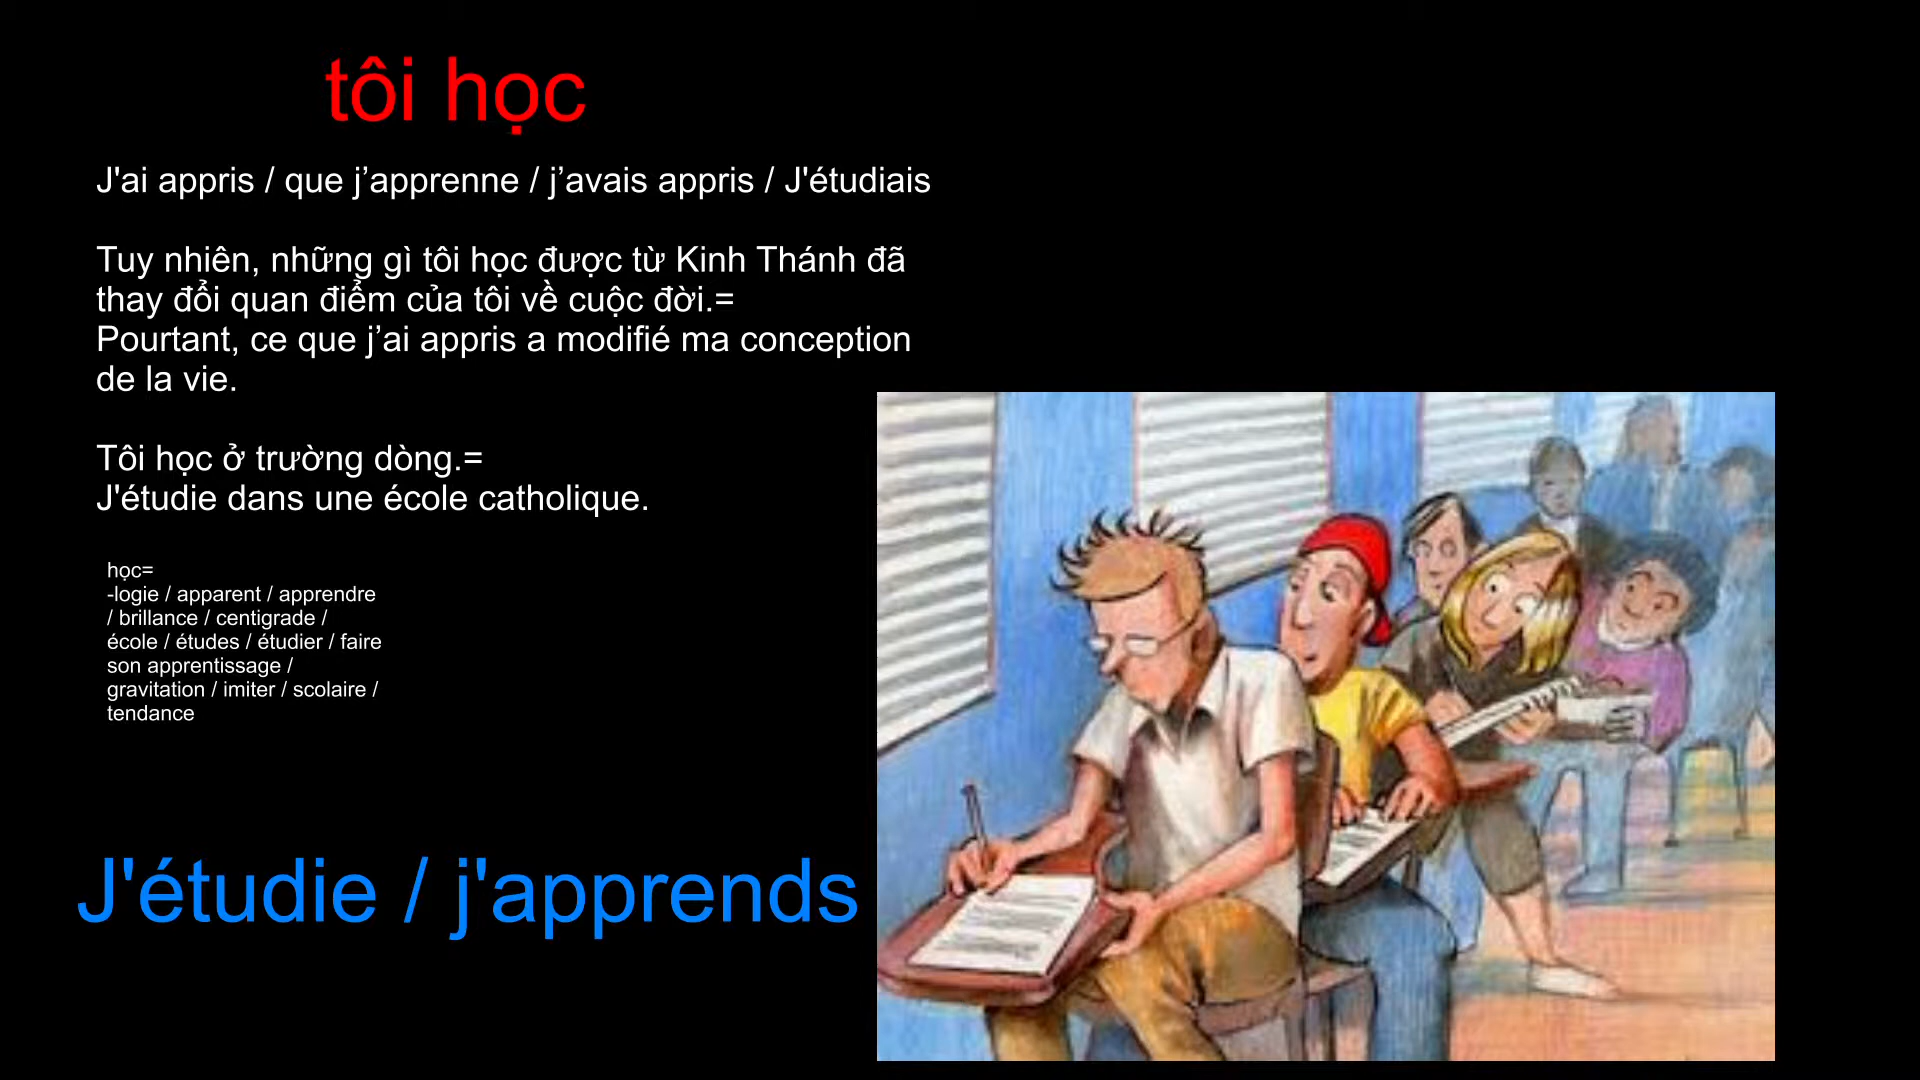 tôi học
J'ai appris / que j’apprenne / j’avais appris / J'étudiais
Tuy nhiên, những gì tôi học được từ Kinh Thánh đã
thay đổi quan điểm của tôi về cuộc đời.=
Pourtant, ce que j’ai appris a modifié ma conception
de la vie.
Tôi học ở trường dòng.=
J'étudie dans une école catholique.
học=
-logie / apparent / apprendre
/ brillance / centigrade /
école / études / étudier / faire
son apprentissage /
gravitation / imiter / scolaire /
tendance
J'étudie / j'apprends